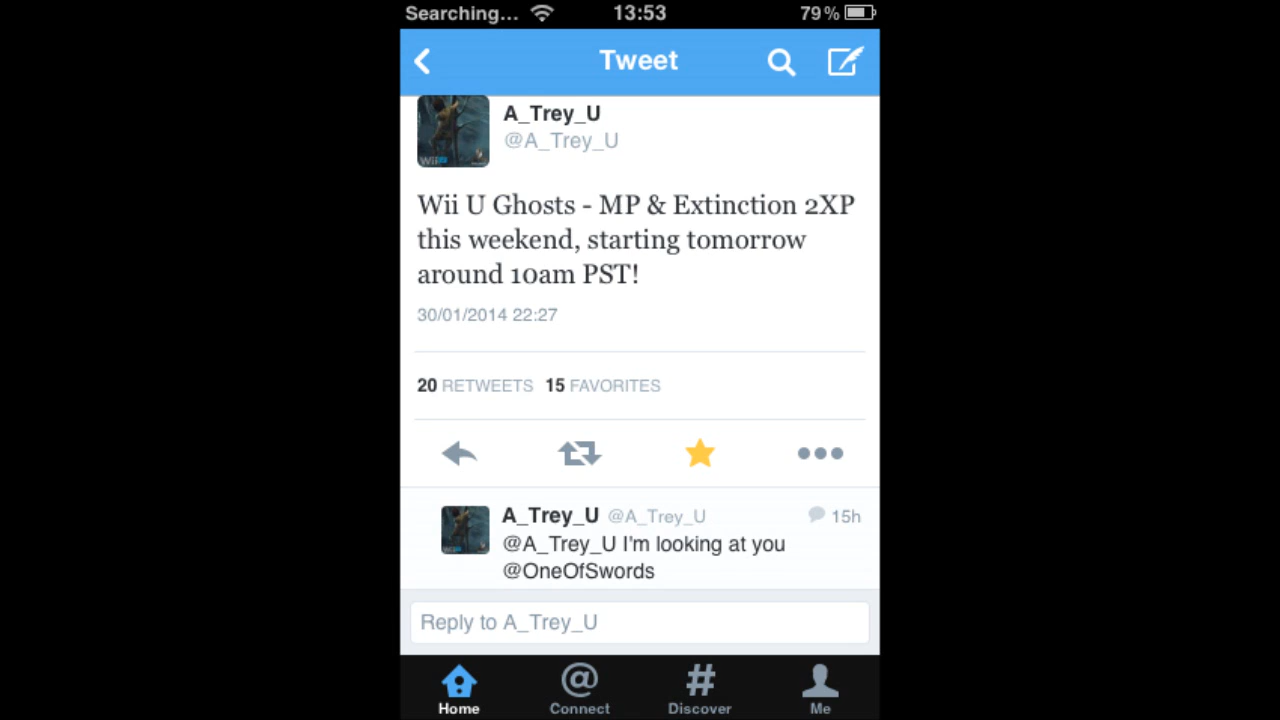 Searching... 13:53 79%
Tweet
A_Trey_U
@A_Trey_U
Wii U Ghosts - MP & Extinction 2XP
this weekend, starting tomorrow
around 10am PST!
30/01/2014 22:27
20 RETWEETS 15 FAVORITES
A_Trey_U @A_Trey_U 15h
@A_Trey_U I'm looking at you
@OneOfSwords
Reply to A_Trey_U
Home Connect Discover Me